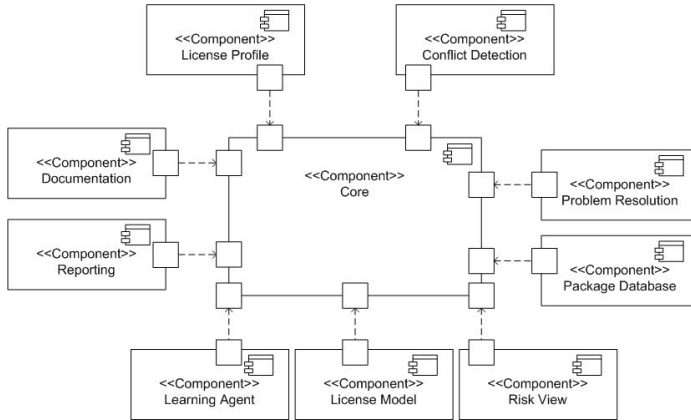 <<Component>>
License Profile
<<Component>>
Conflict Detection
<<Component>>
Documentation
<<Component>>
Core
<<Component>>
Problem Resolution
<<Component>>
Reporting
<<Component>>
Package Database
<<Component>>
Learning Agent
<<Component>>
License Model
<<Component>>
Risk View